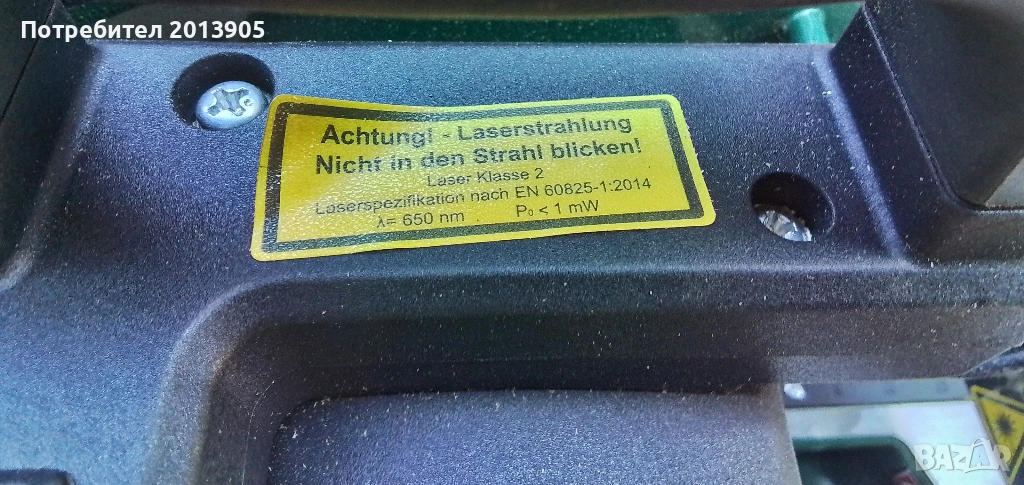 Потребител 2013905
Achtung! - Laserstrahlung
Nicht in den Strahl blicken!
Laser Klasse 2
Laserspezifikation nach EN 60825-1:2014
λ= 650 nm P₀ < 1 mW
BAZAR